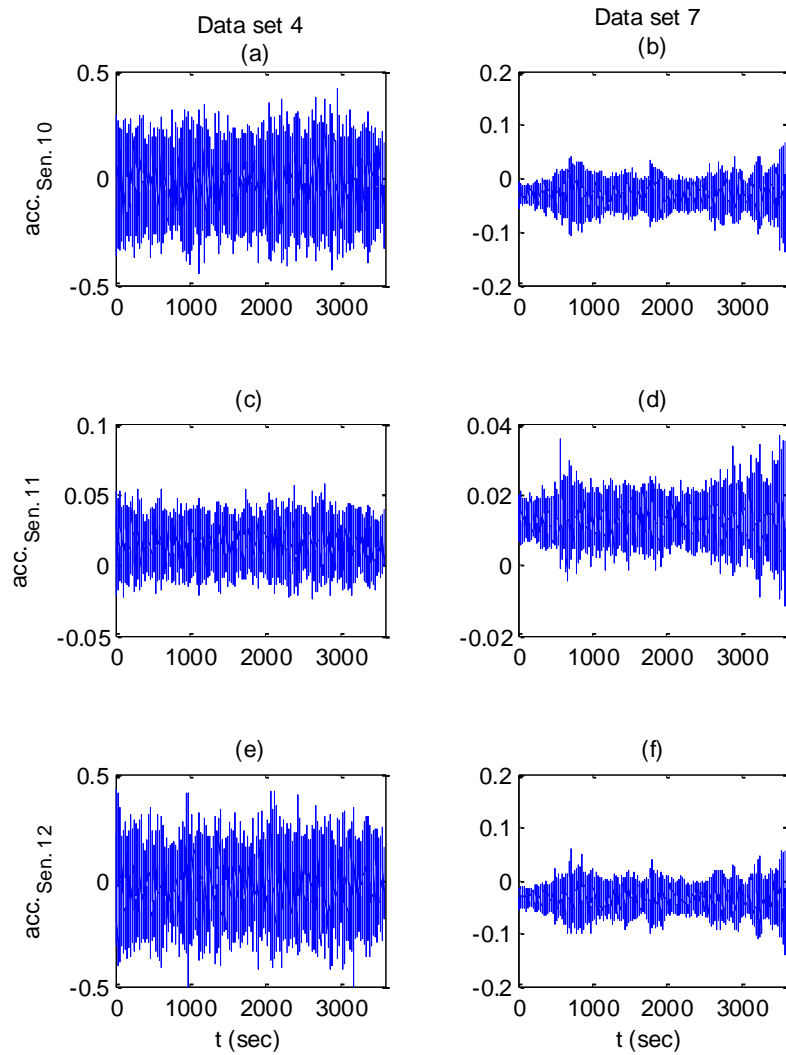 Data set 4 Data set 7
(a) (b)
0.5 0.2
0.1
0 0
-0.1
-0.5 -0.2
0 1000 2000 3000 0 1000 2000 3000
acc. Sen. 10
(c) (d)
0.1 0.04
0.05 0.02
0 0
-0.05 -0.02
0 1000 2000 3000 0 1000 2000 3000
acc. Sen. 11
(e) (f)
0.5 0.2
0.1
0 0
-0.1
-0.5 -0.2
0 1000 2000 3000 0 1000 2000 3000
acc. Sen. 12
t (sec) t (sec)